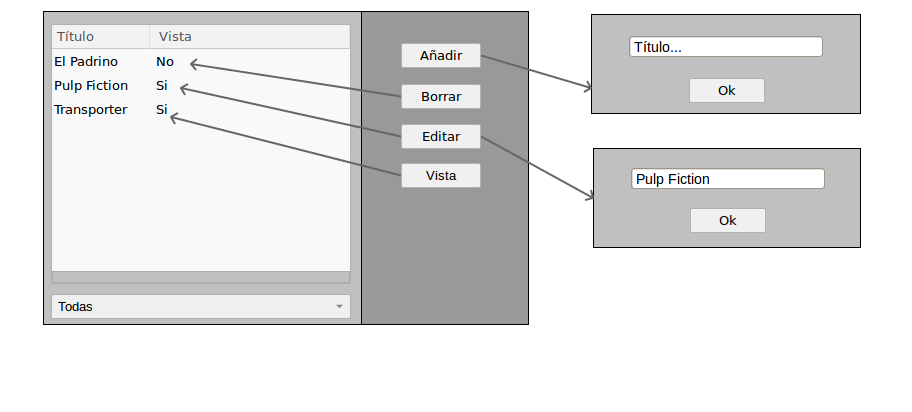 Título Vista
El Padrino No
Pulp Fiction Si
Transporter Si
Todas
Añadir
Borrar
Editar
Vista
Título...
Ok
Pulp Fiction
Ok